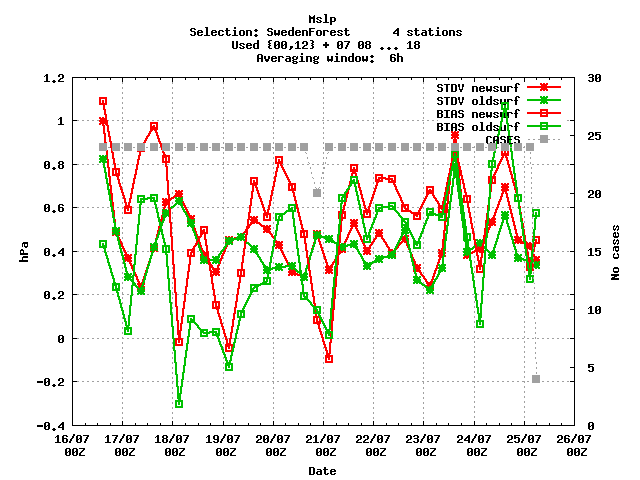 Mslp
Selection: SwedenForest 4 stations
Used {00,12} + 07 08 ... 18
Averaging window: 6h
1.2
1
0.8
0.6
0.4
0.2
0
-0.2
-0.4
hPa
30
25
20
15
10
5
0
No cases
STDV newsurf
STDV oldsurf
BIAS newsurf
BIAS oldsurf
CASES
16/07 17/07 18/07 19/07 20/07 21/07 22/07 23/07 24/07 25/07 26/07
00Z 00Z 00Z 00Z 00Z 00Z 00Z 00Z 00Z 00Z 00Z
Date